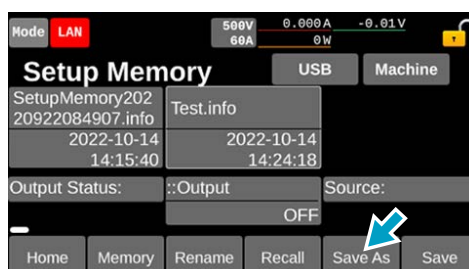 Mode LAN 500V 0.000A -0.01V
60A 0W
Setup Memory USB Machine
SetupMemory202
20922084907.info
2022-10-14
14:15:40
Test.info
2022-10-14
14:24:18
Output Status: ::Output Source:
OFF
Home Memory Rename Recall Save As Save